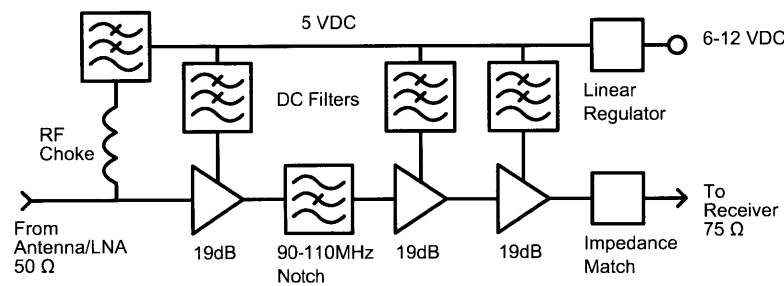 5 VDC
6-12 VDC
DC Filters
Linear
Regulator
RF
Choke
From
Antenna/LNA
50 Ω
19dB
90-110MHz
Notch
19dB
19dB
Impedance
Match
To
Receiver
75 Ω